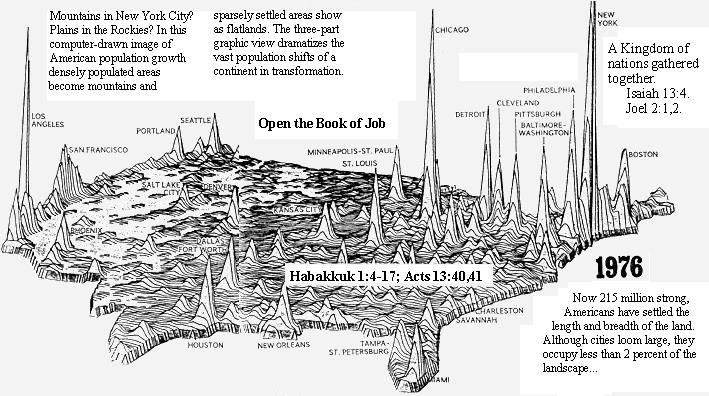 Mountains in New York City?
Plains in the Rockies? In this
computer-drawn image of
American population growth
densely populated areas
become mountains and
sparsely settled areas show
as flatlands. The three-part
graphic view dramatizes the
vast population shifts of a
continent in transformation.
CHICAGO
NEW
YORK
A Kingdom of
nations gathered
together.
Isaiah 13:4.
Joel 2:1,2.
PHILADELPHIA
CLEVELAND
DETROIT
PITTSBURGH
BALTIMORE-
WASHINGTON
LOS
ANGELES
SEATTLE
PORTLAND
Open the Book of Job
SAN FRANCISCO
MINNEAPOLIS-ST. PAUL
ST. LOUIS
BOSTON
SALT LAKE
CITY
DENVER
KANSAS CITY
PHOENIX
DALLAS
FORT WORTH
Habakkuk 1:4-17; Acts 13:40,41
1976
Now 215 million strong,
Americans have settled the
length and breadth of the land.
Although cities loom large, they
occupy less than 2 percent of the
landscape...
CHARLESTON
SAVANNAH
HOUSTON
NEW ORLEANS
TAMPA-
ST. PETERSBURG
MIAMI